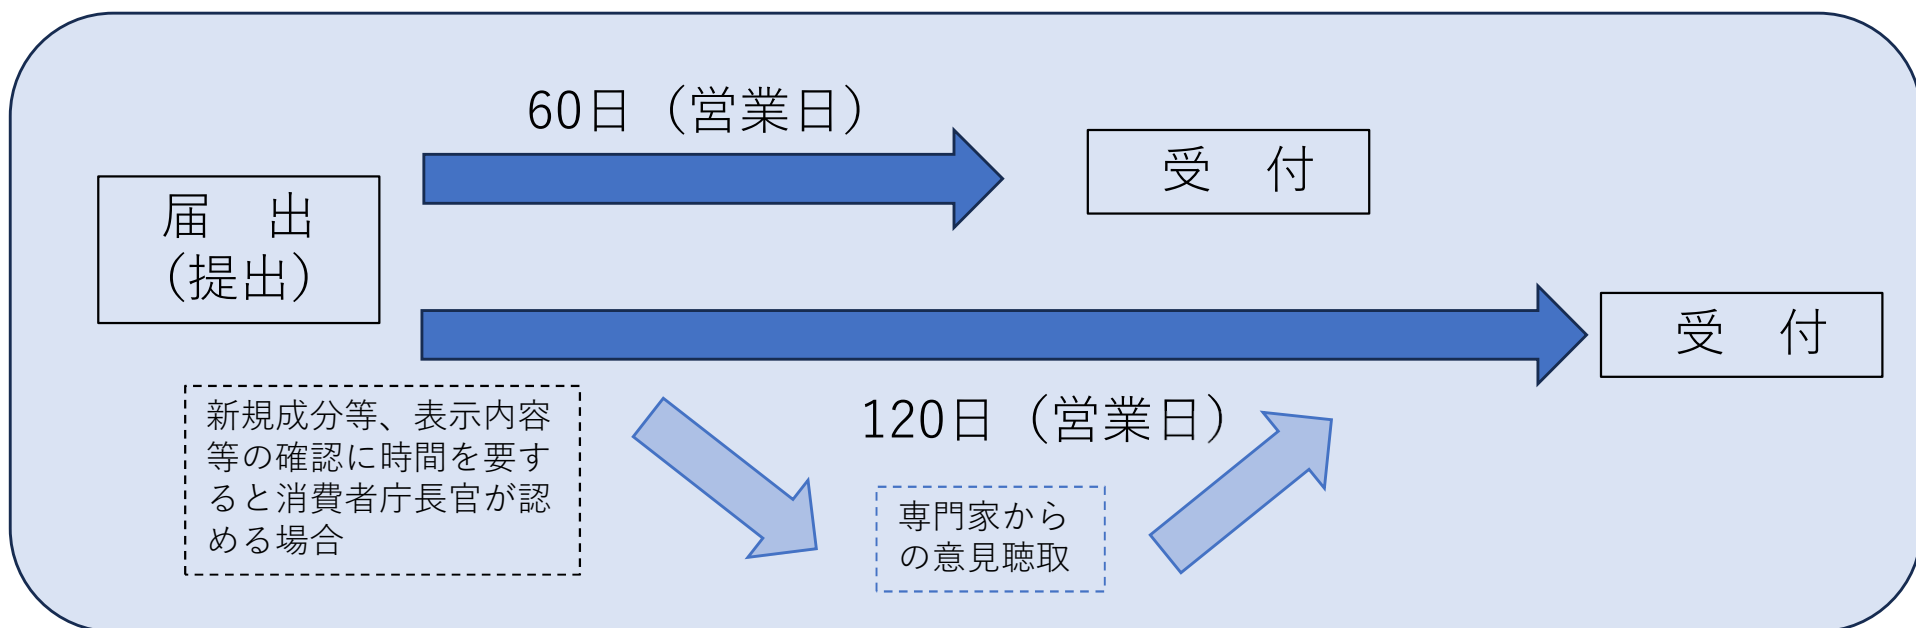 60日（営業日）
受　付
届　出
（提出）
受　付
120日（営業日）
新規成分等、表示内容
等の確認に時間を要す
ると消費者庁長官が認
める場合
専門家から
の意見聴取